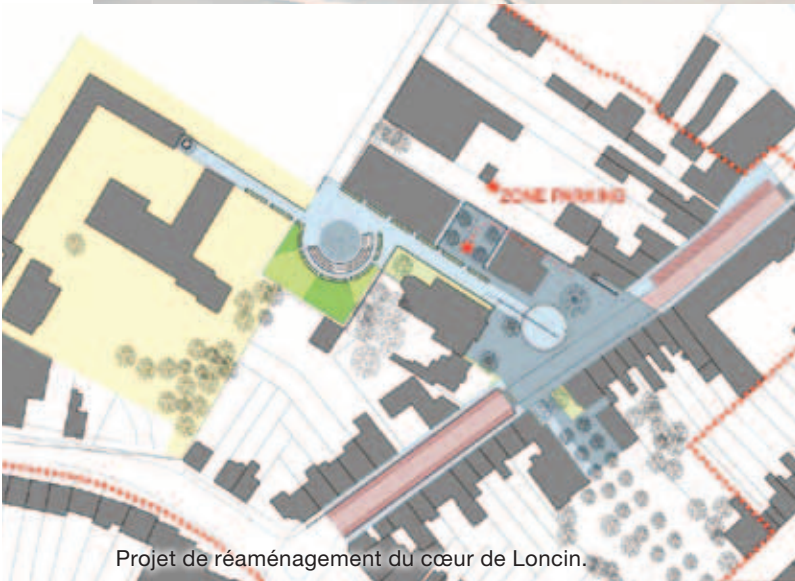 ZONE PARKING
Projet de réaménagement du cœur de Loncin.